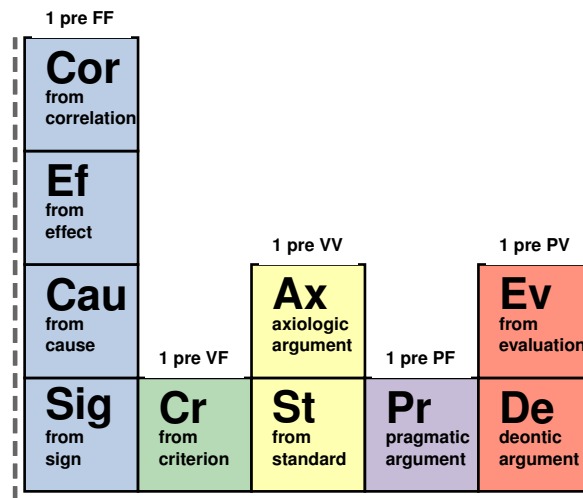 1 pre FF
Cor
from
correlation
Ef
from
effect
1 pre VV
1 pre PV
Cau
from
cause
Ax
axiologic
argument
Ev
from
evaluation
1 pre VF
1 pre PF
Sig
from
sign
Cr
from
criterion
St
from
standard
Pr
pragmatic
argument
De
deontic
argument